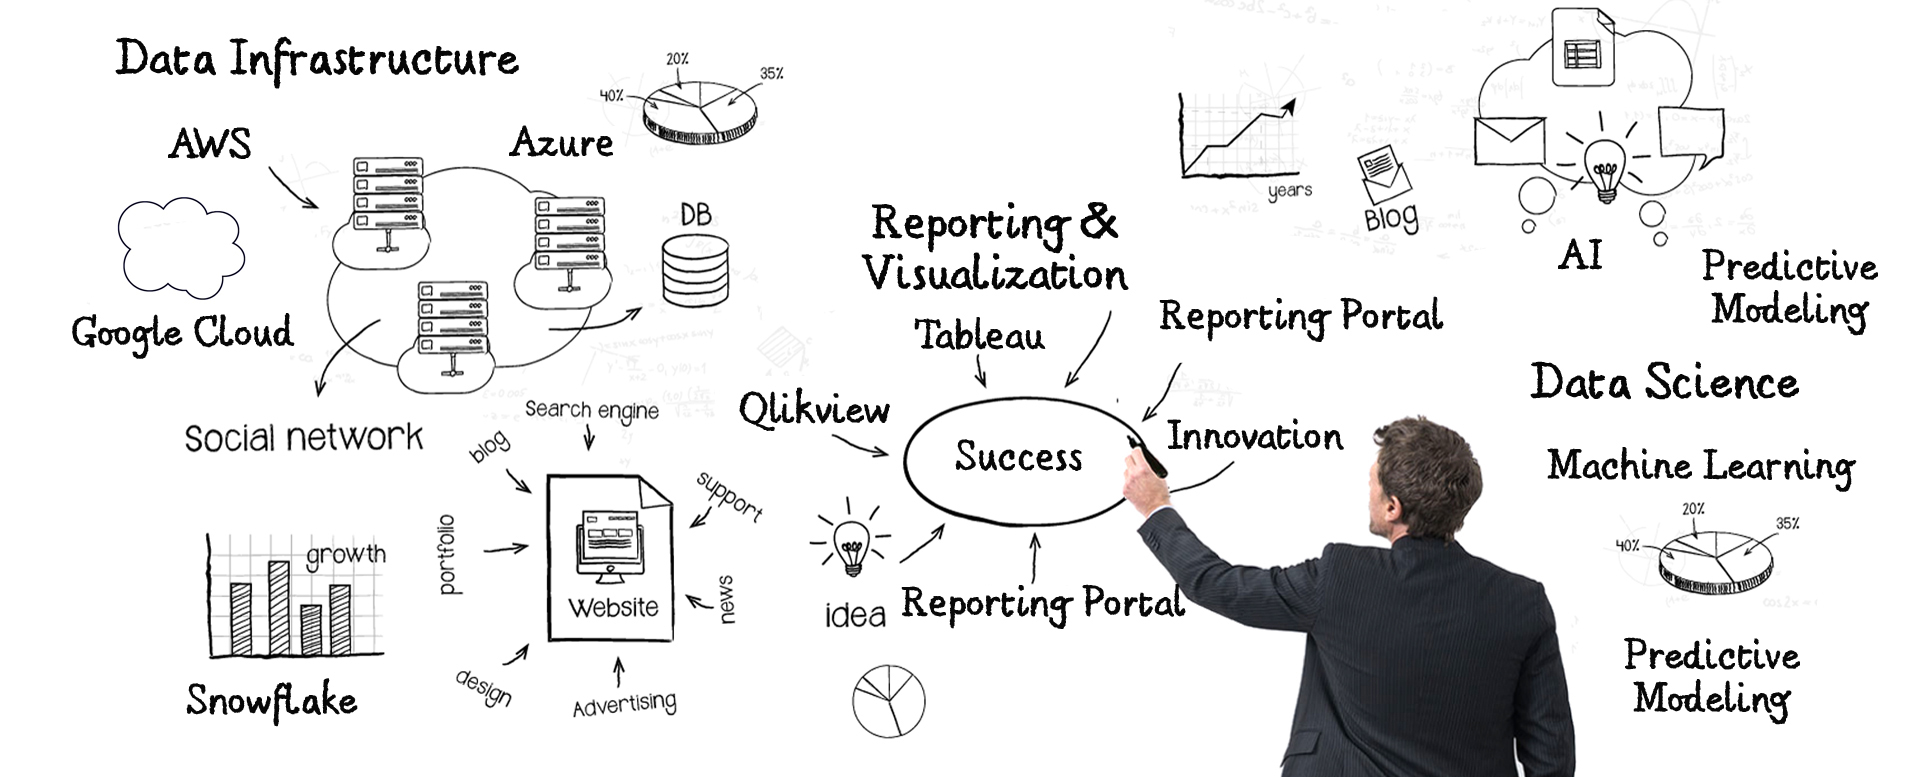 Data Infrastructure
20%
35%
40%
AWS
Azure
DB
Google Cloud
Social network
Search engine
blog
support
portfolio
Website
news
design
Advertising
growth
Snowflake
Reporting &
Visualization
Tableau
Reporting Portal
Qlikview
Success
Innovation
idea
Reporting Portal
years
Blog
AI
Predictive
Modeling
Data Science
Machine Learning
20%
35%
40%
Predictive
Modeling